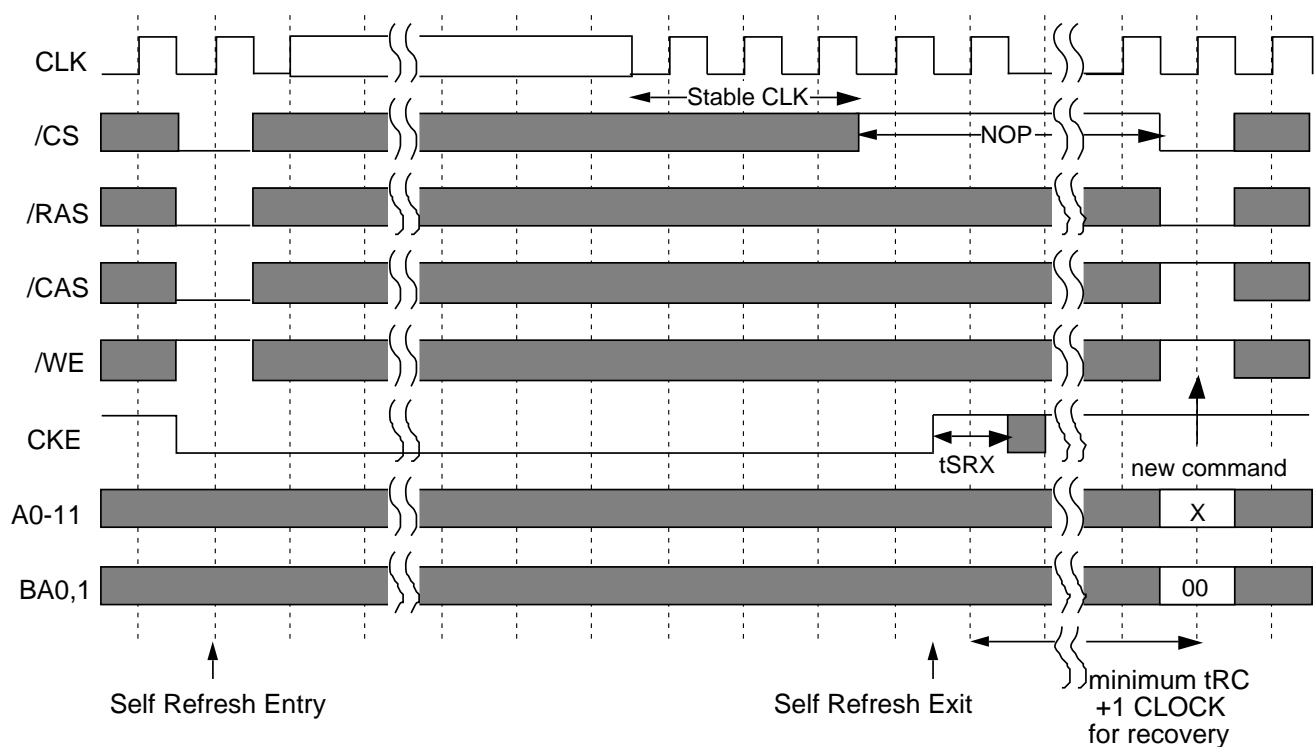 CLK
Stable CLK
/CS
NOP
/RAS
/CAS
/WE
CKE
tSRX
new command
A0-11
X
BA0,1
00
Self Refresh Entry
Self Refresh Exit
minimum tRC
+1 CLOCK
for recovery